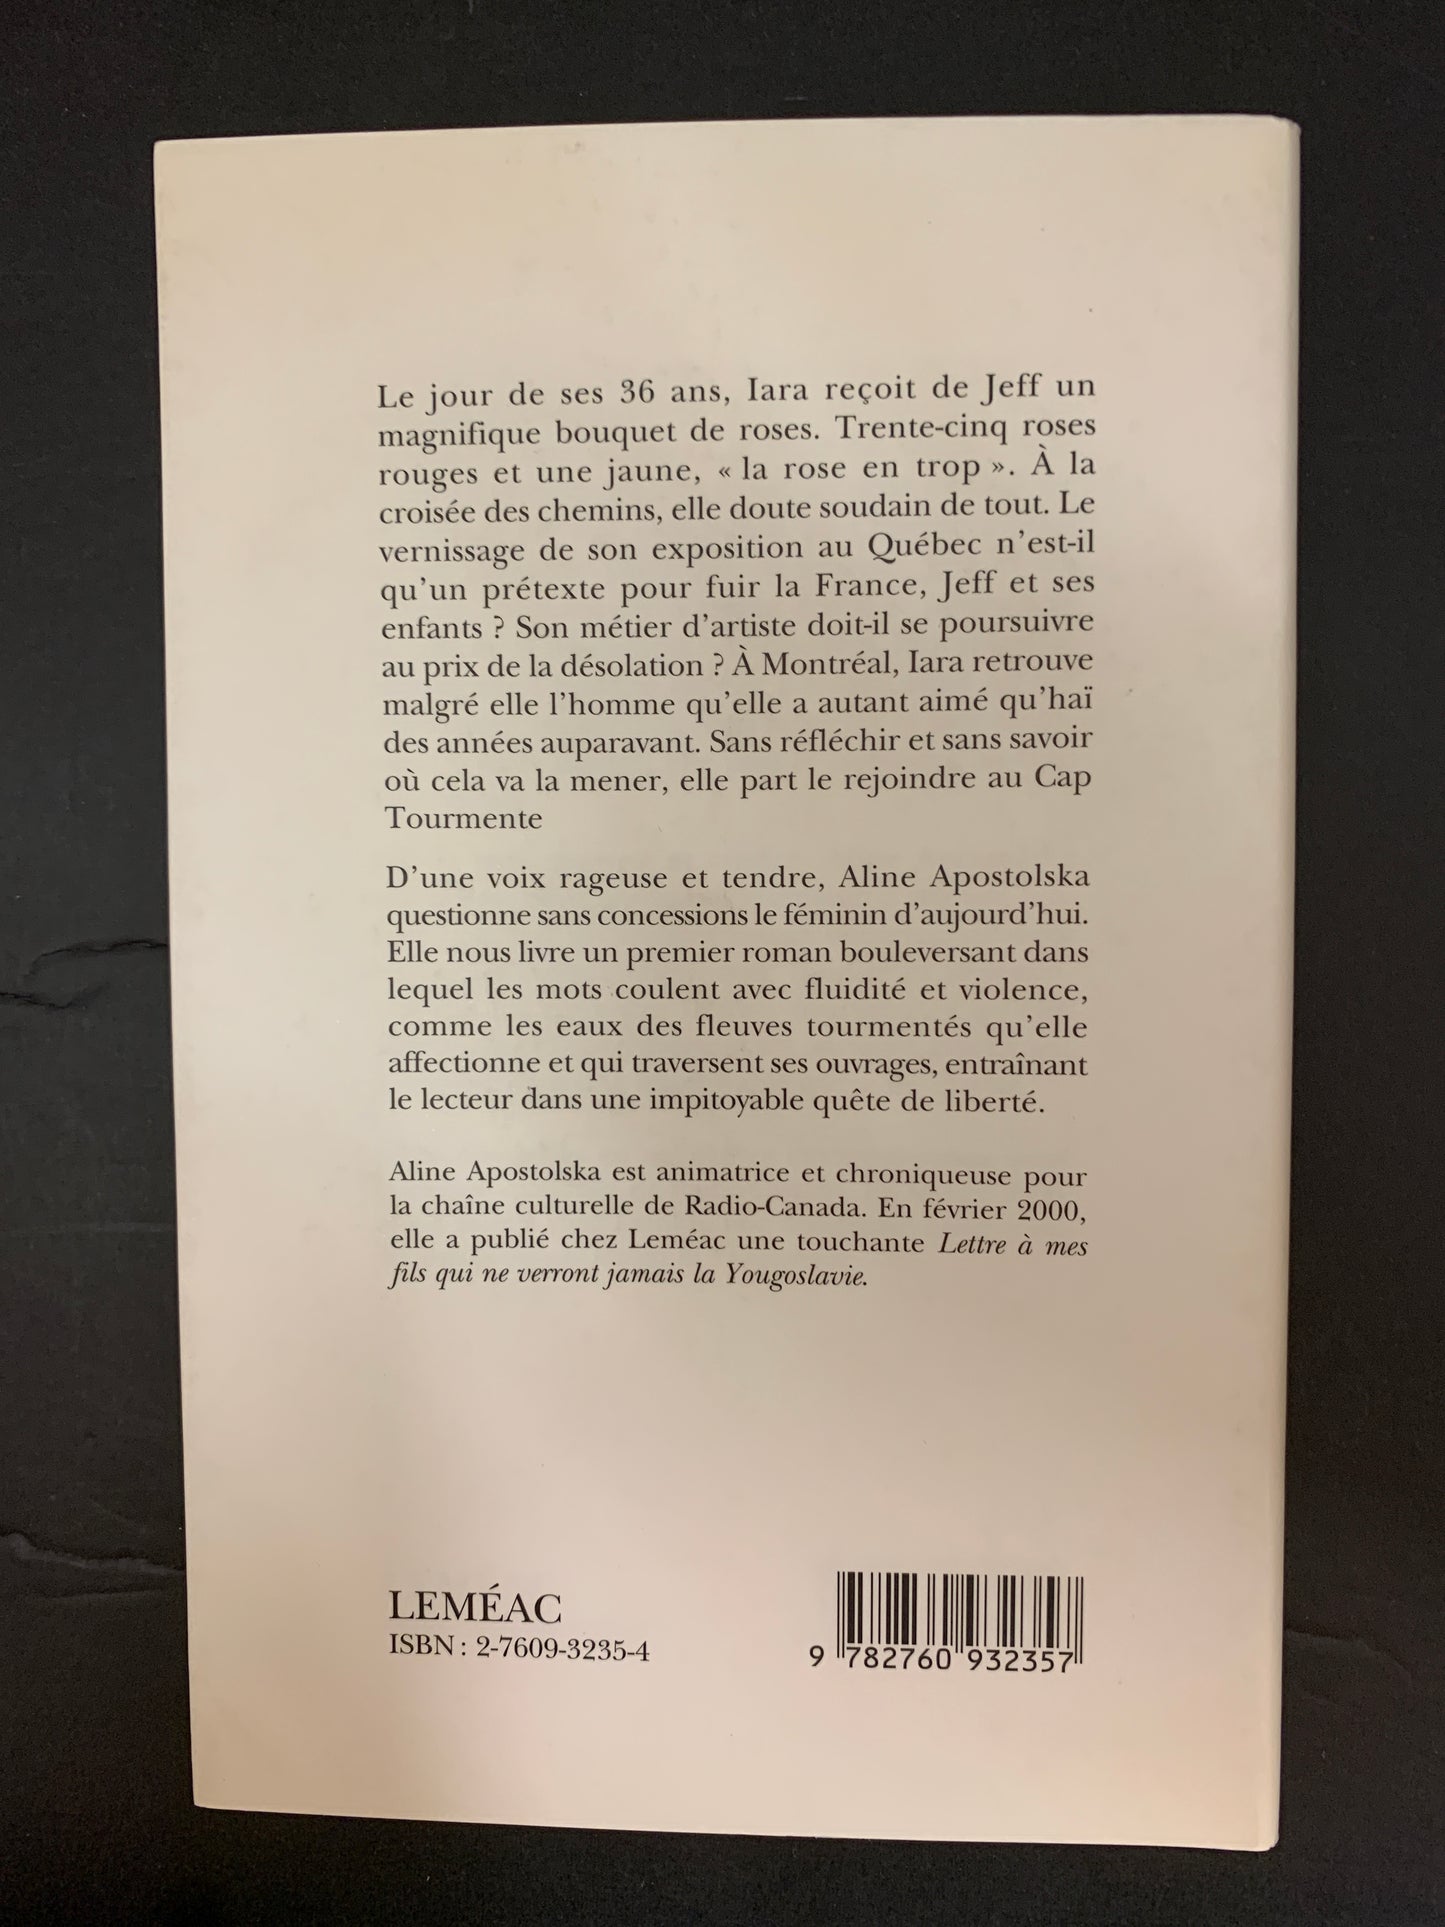 Le jour de ses 36 ans, Iara reçoit de Jeff un
magnifique bouquet de roses. Trente-cinq roses
rouges et une jaune, « la rose en trop ». À la
croisée des chemins, elle doute soudain de tout. Le
vernissage de son exposition au Québec n'est-il
qu'un prétexte pour fuir la France, Jeff et ses
enfants ? Son métier d'artiste doit-il se poursuivre
au prix de la désolation ? À Montréal, Iara retrouve
malgré elle l'homme qu'elle a autant aimé qu'haï
des années auparavant. Sans réfléchir et sans savoir
où cela va la mener, elle part le rejoindre au Cap
Tourmente
D'une voix rageuse et tendre, Aline Apostolska
questionne sans concessions le féminin d'aujourd'hui.
Elle nous livre un premier roman bouleversant dans
lequel les mots coulent avec fluidité et violence,
comme les eaux des fleuves tourmentés qu'elle
affectionne et qui traversent ses ouvrages, entraînant
le lecteur dans une impitoyable quête de liberté.
Aline Apostolska est animatrice et chroniqueuse pour
la chaîne culturelle de Radio-Canada. En février 2000,
elle a publié chez Leméac une touchante Lettre à mes
fils qui ne verront jamais la Yougoslavie.
LEMÉAC
ISBN : 2-7609-3235-4
9 782760 932357